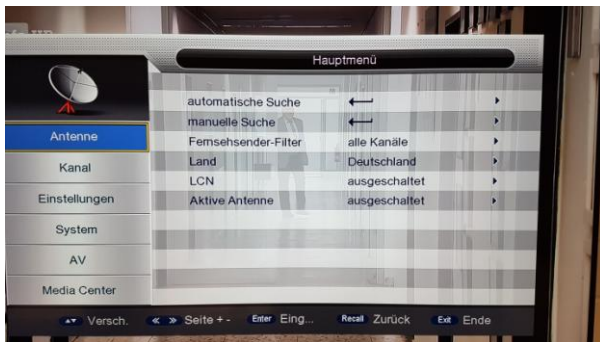 Hauptmenü
automatische Suche
manuelle Suche
Fernsehsender-Filter alle Kanäle
Land Deutschland
LCN ausgeschaltet
Aktive Antenne ausgeschaltet
Antenne
Kanal
Einstellungen
System
AV
Media Center
Versch. Seite + - Enter Eing... Recall Zurück Exit Ende